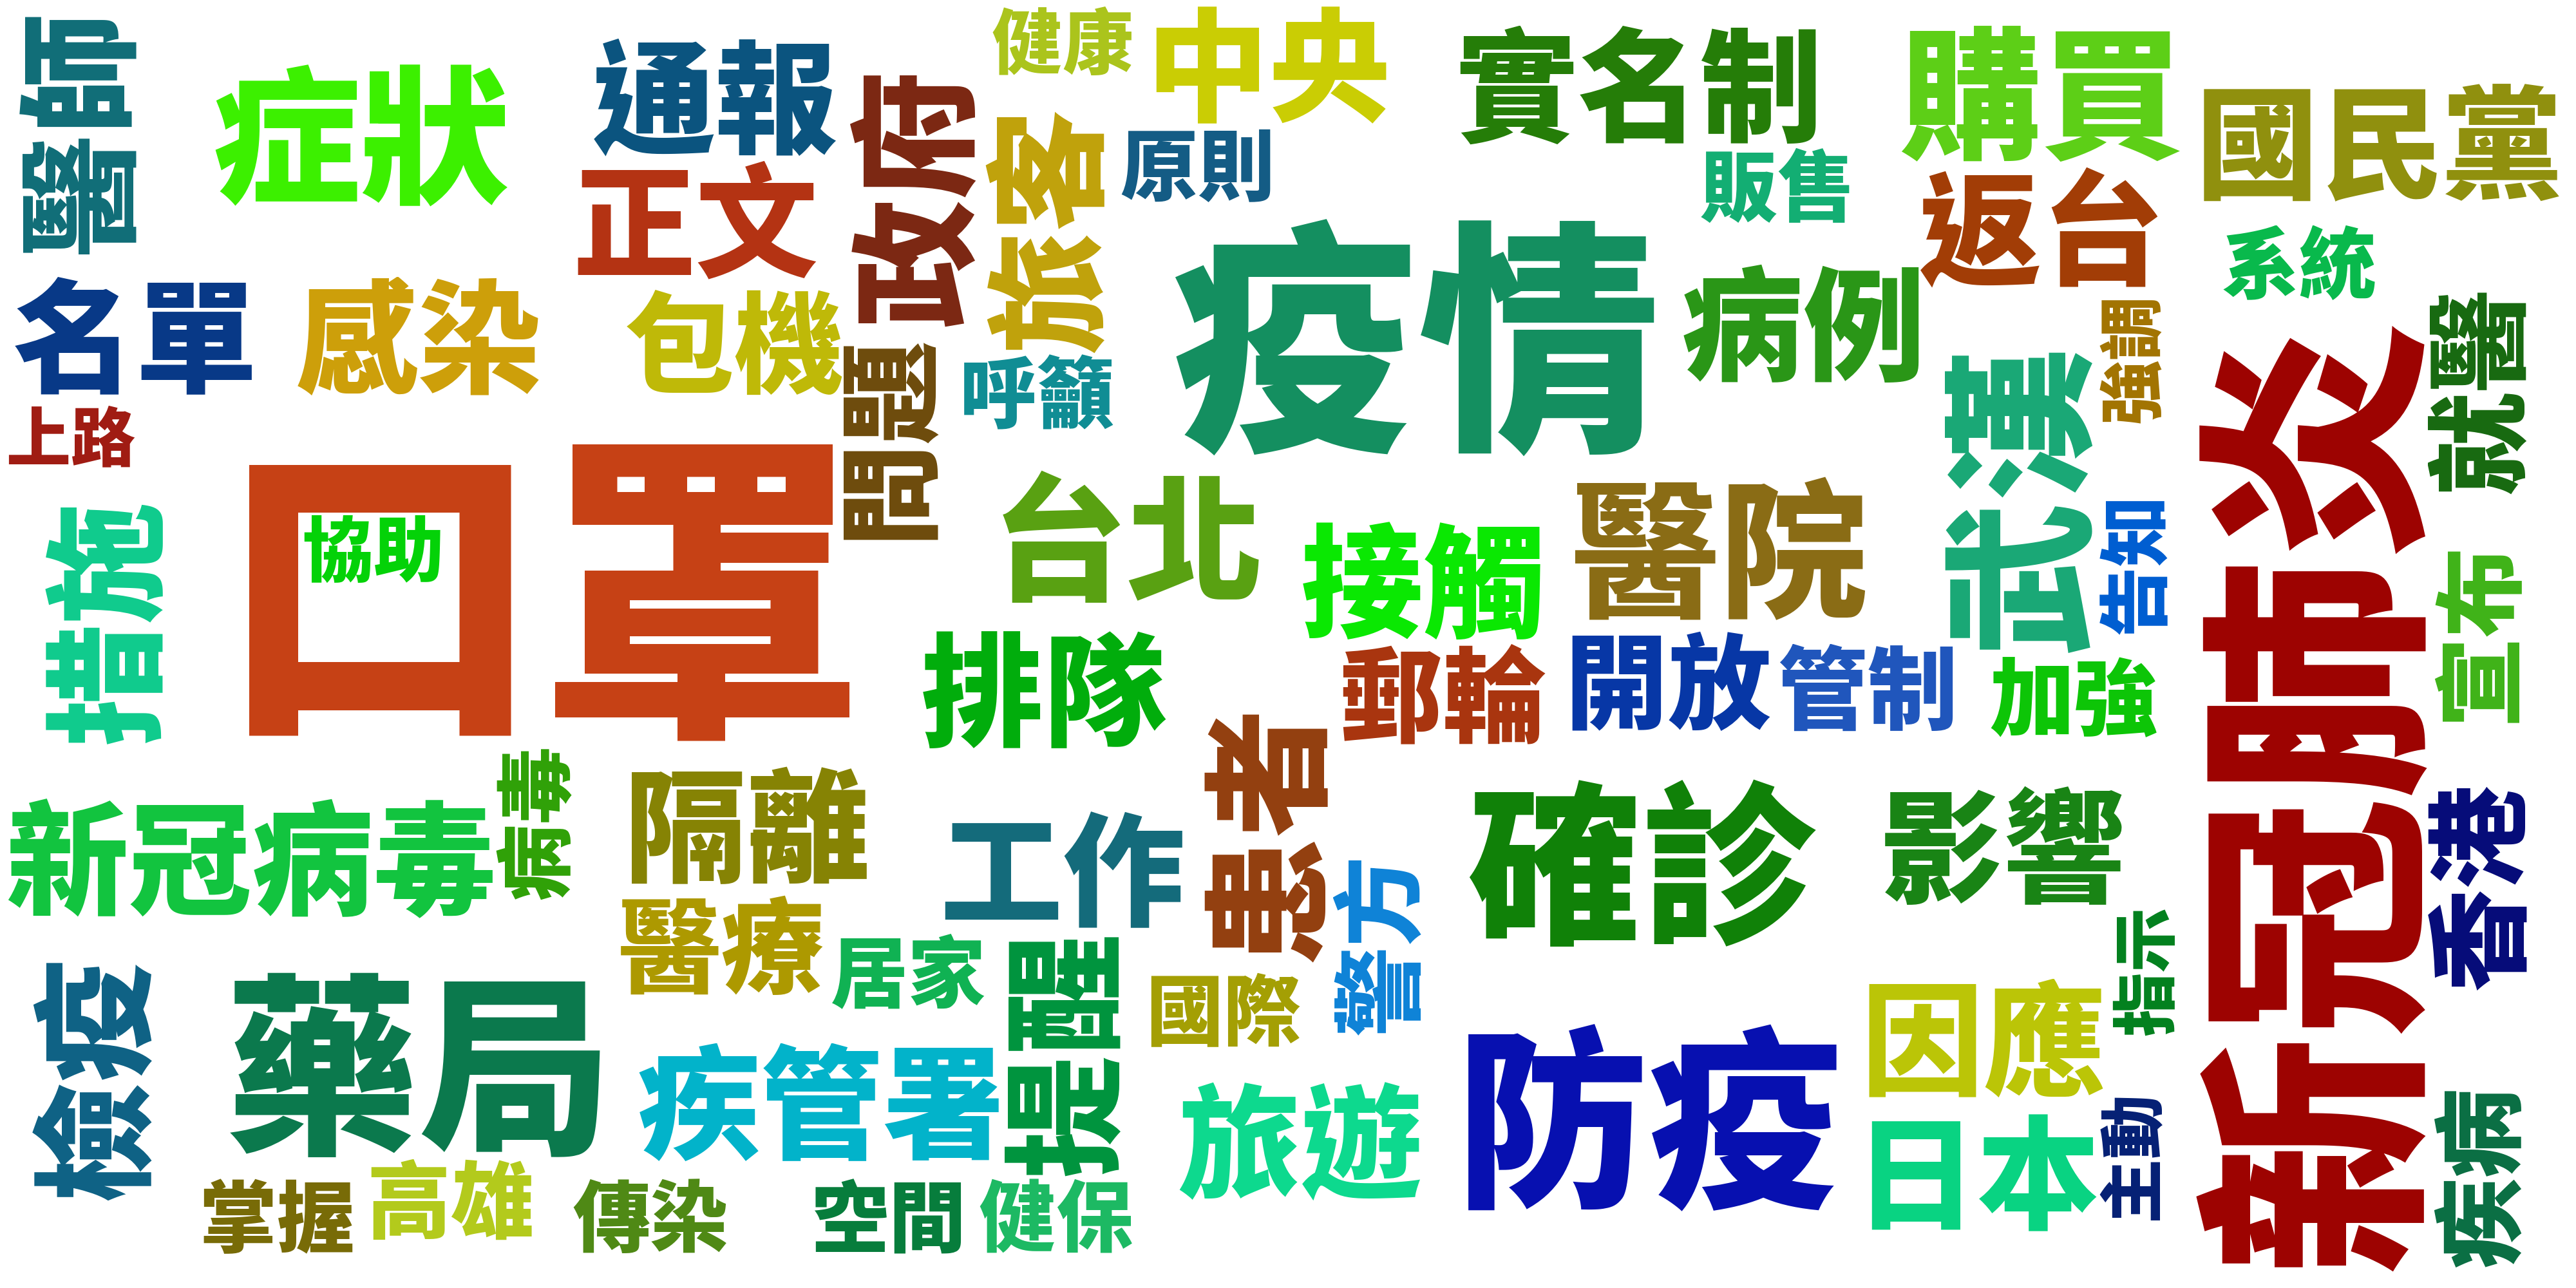 醫師
症狀
通報
政府
健康
中央
實名制
購買
國民黨
正文
旅客
原則
販售
返台
系統
名單
感染
包機
問題
呼籲
疫情
病例
武漢
強調
新冠肺炎
就醫
上路
措施
口罩
協助
台北
接觸
醫院
告知
宣布
排隊
郵輪
開放
管制
加強
新冠病毒
病毒
隔離
工作
患者
確診
影響
香港
醫療
居家
提醒
國際
警方
指示
檢疫
藥局
疾管署
旅遊
防疫
因應
日本
主動
疾病
掌握
高雄
傳染
空間
健保